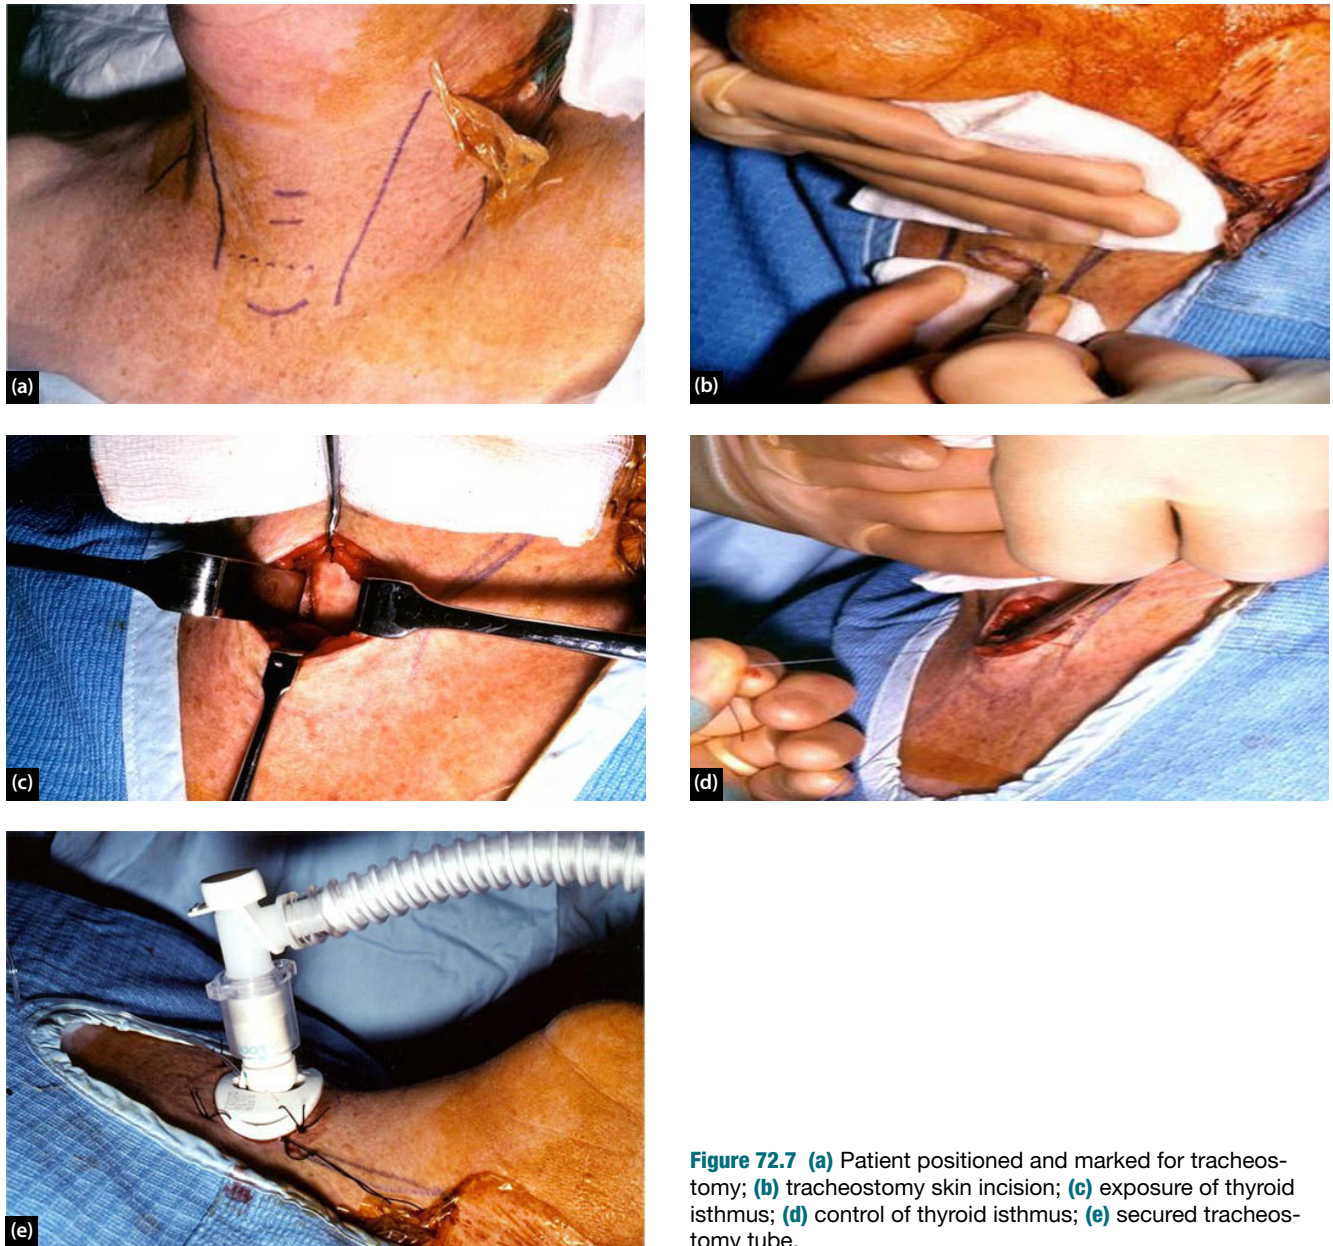 (a)
(b)
(c)
(d)
(e)
Figure 72.7 (a) Patient positioned and marked for tracheos-
tomy; (b) tracheostomy skin incision; (c) exposure of thyroid
isthmus; (d) control of thyroid isthmus; (e) secured tracheos-
tomy tube.